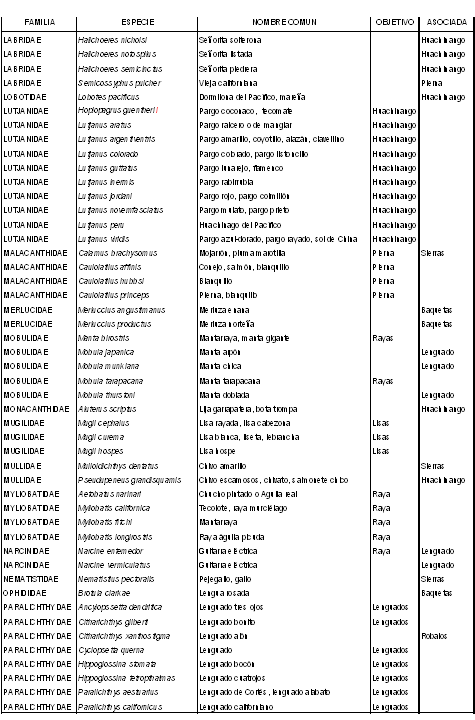 FAMILIA ESPECIE NOMBRE COMUN OBJETIVO ASOCIADA
LABRIDAE Halichoeres nicholsi Señorita solterona Huachinango
LABRIDAE Halichoeres notospilus Señorita listada Huachinango
LABRIDAE Halichoeres semicinctus Señorita piedrera Huachinango
LABRIDAE Semicossyphus pulcher Vieja californiana Pierna
LOBOTIDAE Lobotes pacificus Dormilona del Pacífico, marelfa Huachinango
LUTJANIDAE Hoplopagrus guentherii Pargo coconaco, Tecomate Huachinango
LUTJANIDAE Lutjanus aratus Pargo raicero o de manglar Huachinango
LUTJANIDAE Lutjanus argentiventris Pargo amarillo, coyotillo, alazán, clavellino Huachinango
LUTJANIDAE Lutjanus colorado Pargo colorado, pargo listoncillo Huachinango
LUTJANIDAE Lutjanus guttatus Pargo lunarejo, flamenco Huachinango
LUTJANIDAE Lutjanus inermis Pargo rabirrubia Huachinango
LUTJANIDAE Lutjanus jordani Pargo rojo, pargo colmillón Huachinango
LUTJANIDAE Lutjanus novemfasciatus Pargo mulato, pargo prieto Huachinango
LUTJANIDAE Lutjanus peru Huachinago del Pacífico Huachinango
LUTJANIDAE Lutjanus viridis Pargo azul-dorado, pargo rayado, sol de China Huachinango
MALACANTHIDAE Calamus brachysomus Mojarrón, pluma marotilla Sierras
MALACANTHIDAE Caulolatilus affinis Conejo, salmón, blanquillo Pierna
MALACANTHIDAE Caulolatilus hubbsi Blanquillo Pierna
MALACANTHIDAE Caulolatilus princeps Pierna, blanquillo Pierna
MERLUCIDAE Merluccius angustimanus Merluza enana Baquetas
MERLUCIDAE Merluccius productus Merluza norteña Baquetas
MOBULIDAE Manta birostris Mantarraya, manta gigante Rayas
MOBULIDAE Mobula japanica Manta arpón Lenguado
MOBULIDAE Mobula munkiana Manta chica Lenguado
MOBULIDAE Mobula tarapacana Manta tarapacana Rayas
MOBULIDAE Mobula thurstoni Manta doblada Lenguado
MONACANTHIDAE Aluterus scriptus Lija garrapatera, bota trompa Huachinango
MUGILIDAE Mugil cephalus Lisa rayada, lisa cabezona Lisas
MUGILIDAE Mugil curema Lisa blanca, liseta, lebrancha Lisas
MUGILIDAE Mugil hospes Lisa hospe Lisas
MULLIDAE Mulloidichthys dentatus Chivo amarillo Sierras
MULLIDAE Pseudupeneus grandisquamis Chivo escamosos, chivato, salmonete chivo Huachinango
MYLIOBATIDAE Aetobatus narinari Chucho pintado o Aguila real Raya
MYLIOBATIDAE Myliobatis californica Tecolote, raya murciélago Raya
MYLIOBATIDAE Myliobatis fitchi Mantarraya Raya
MYLIOBATIDAE Myliobatis longirostris Raya águila picuda Raya
NARCINIDAE Narcine entemedor Guitarra eléctrica Raya Lenguado
NARCINIDAE Narcine vermiculatus Guitarra eléctrica Lenguado
NEMATISTIDAE Nematistius pectoralis Pejegallo, gallo Sierras
OPHIDIIDAE Brotula clarkae Lengua rosada Baquetas
PARALICHTHYDAE Ancylopssetta dendritica Lenguado tres ojos Lenguados
PARALICHTHYDAE Citharichthys gilberti Lenguado bonito Lenguados
PARALICHTHYDAE Citharichthys xanthostigma Lenguado alón Robalos
PARALICHTHYDAE Cyclopsetta querna Lenguado Lenguados
PARALICHTHYDAE Hippoglossina stomata Lenguado bocón Lenguados
PARALICHTHYDAE Hippoglossina tetropthalmas Lenguado cuatrojos Lenguados
PARALICHTHYDAE Paralichthys aestuarius Lenguado de Cortés, lenguado alabato Lenguados
PARALICHTHYDAE Paralichthys californicus Lenguado californiano Lenguados